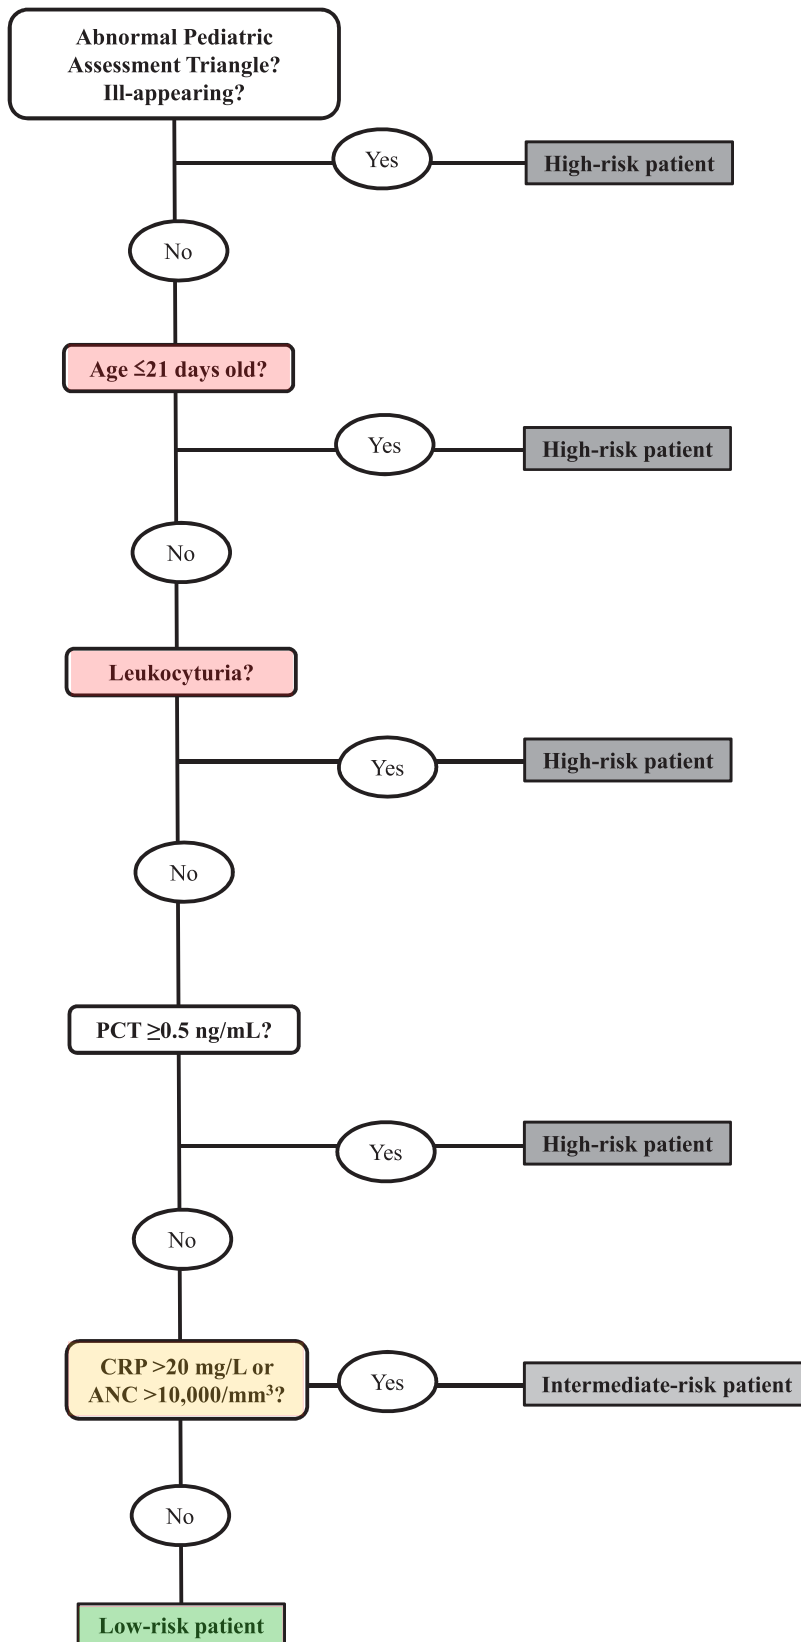 Abnormal Pediatric
Assessment Triangle?
Ill-appearing?
Yes
High-risk patient
No
Age ≤21 days old?
Yes
High-risk patient
No
Leukocyturia?
Yes
High-risk patient
No
PCT ≥0.5 ng/mL?
Yes
High-risk patient
No
CRP >20 mg/L or
ANC >10,000/mm³?
Yes
Intermediate-risk patient
No
Low-risk patient